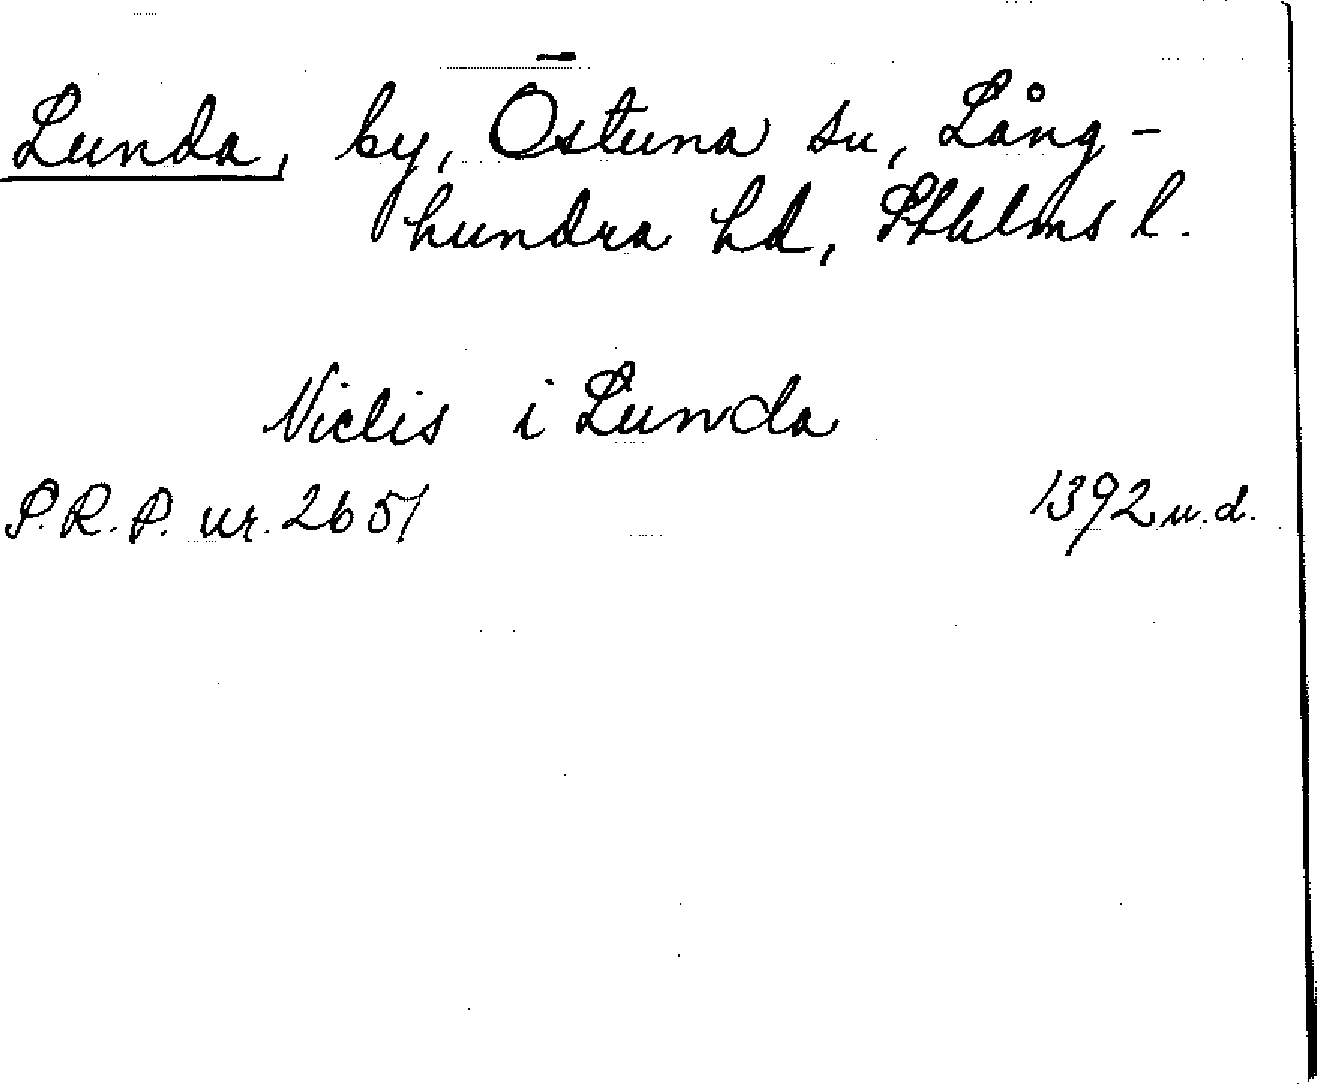 Lunda, by, Östuna sn, Lång-
hundra hd, Sthlms l.
Niclis i Lunda
P.R.P. nr. 2651 1392 u.d.